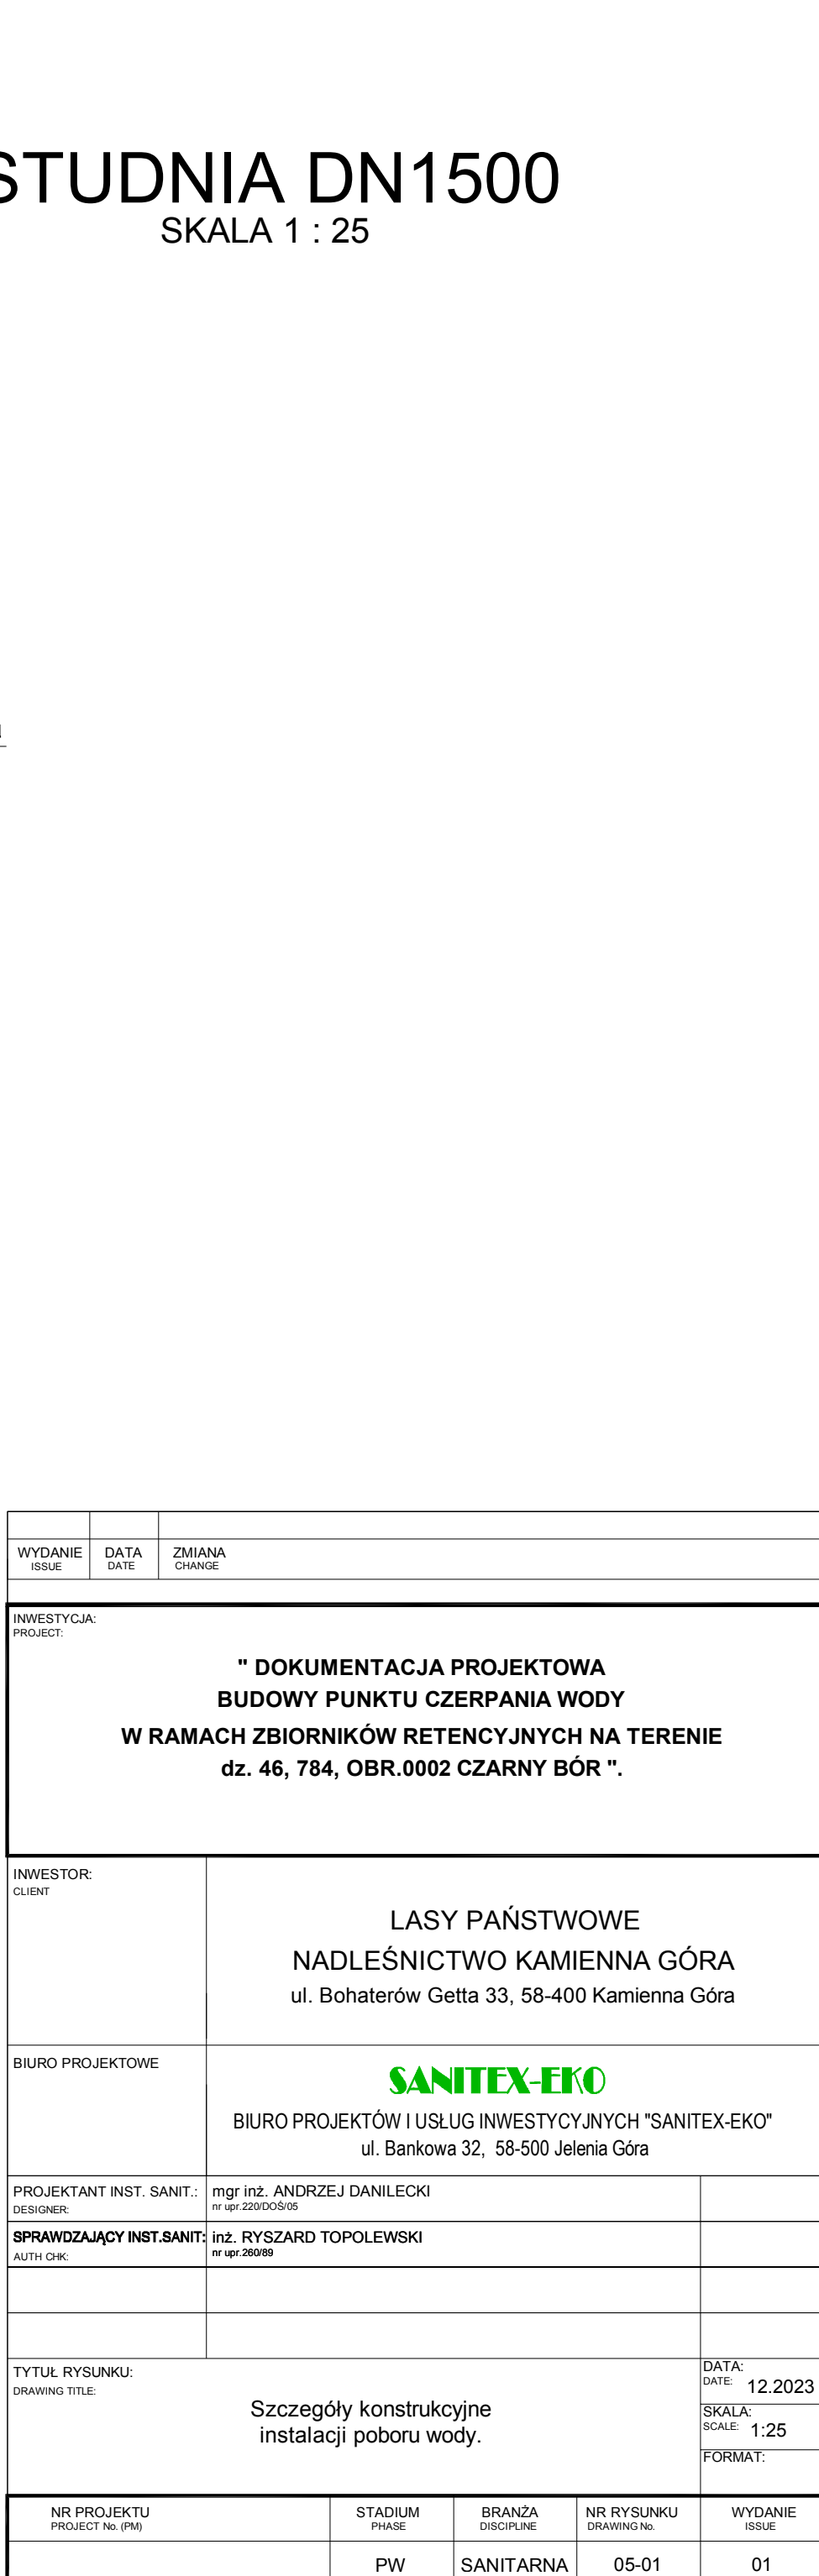 STUDNIA DN1500
SKALA 1 : 25
WYDANIE DATA ZMIANA
ISSUE DATE CHANGE
INWESTYCJA:
PROJECT:
" DOKUMENTACJA PROJEKTOWA
BUDOWY PUNKTU CZERPANIA WODY
W RAMACH ZBIORNIKÓW RETENCYJNYCH NA TERENIE
dz. 46, 784, OBR.0002 CZARNY BÓR ".
INWESTOR:
CLIENT
LASY PAŃSTWOWE
NADLEŚNICTWO KAMIENNA GÓRA
ul. Bohaterów Getta 33, 58-400 Kamienna Góra
BIURO PROJEKTOWE
SANITEX-EKO
BIURO PROJEKTÓW I USŁUG INWESTYCYJNYCH "SANITEX-EKO"
ul. Bankowa 32, 58-500 Jelenia Góra
PROJEKTANT INST. SANIT.: mgr inż. ANDRZEJ DANILECKI
DESIGNER: nr upr.220/DOŚ/05
SPRAWDZAJĄCY INST.SANIT: inż. RYSZARD TOPOLEWSKI
AUTH CHK: nr upr.260/89
TYTUŁ RYSUNKU:
DRAWING TITLE:
Szczegóły konstrukcyjne
instalacji poboru wody.
DATA:
DATE: 12.2023
SKALA:
SCALE: 1:25
FORMAT:
NR PROJEKTU STADIUM BRANŻA NR RYSUNKU WYDANIE
PROJECT No. (PM) PHASE DISCIPLINE DRAWING No. ISSUE
PW SANITARNA 05-01 01